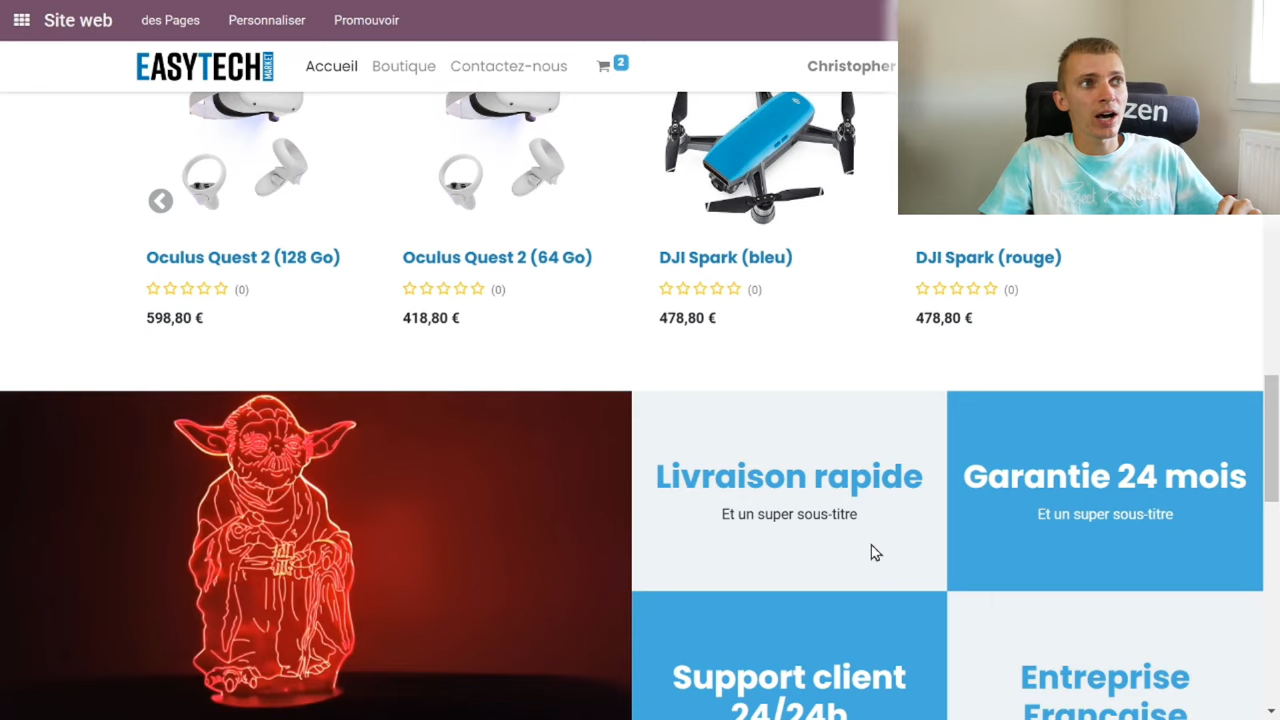 Site web des Pages Personnaliser Promouvoir
EASYTECH MARKET Accueil Boutique Contactez-nous 2 Christopher
zen
Oculus Quest 2 (128 Go) Oculus Quest 2 (64 Go) DJI Spark (bleu) DJI Spark (rouge)
(0) (0) (0) (0)
598,80 € 418,80 € 478,80 € 478,80 €
Livraison rapide Garantie 24 mois
Et un super sous-titre Et un super sous-titre
Support client Entreprise
24/24h Française